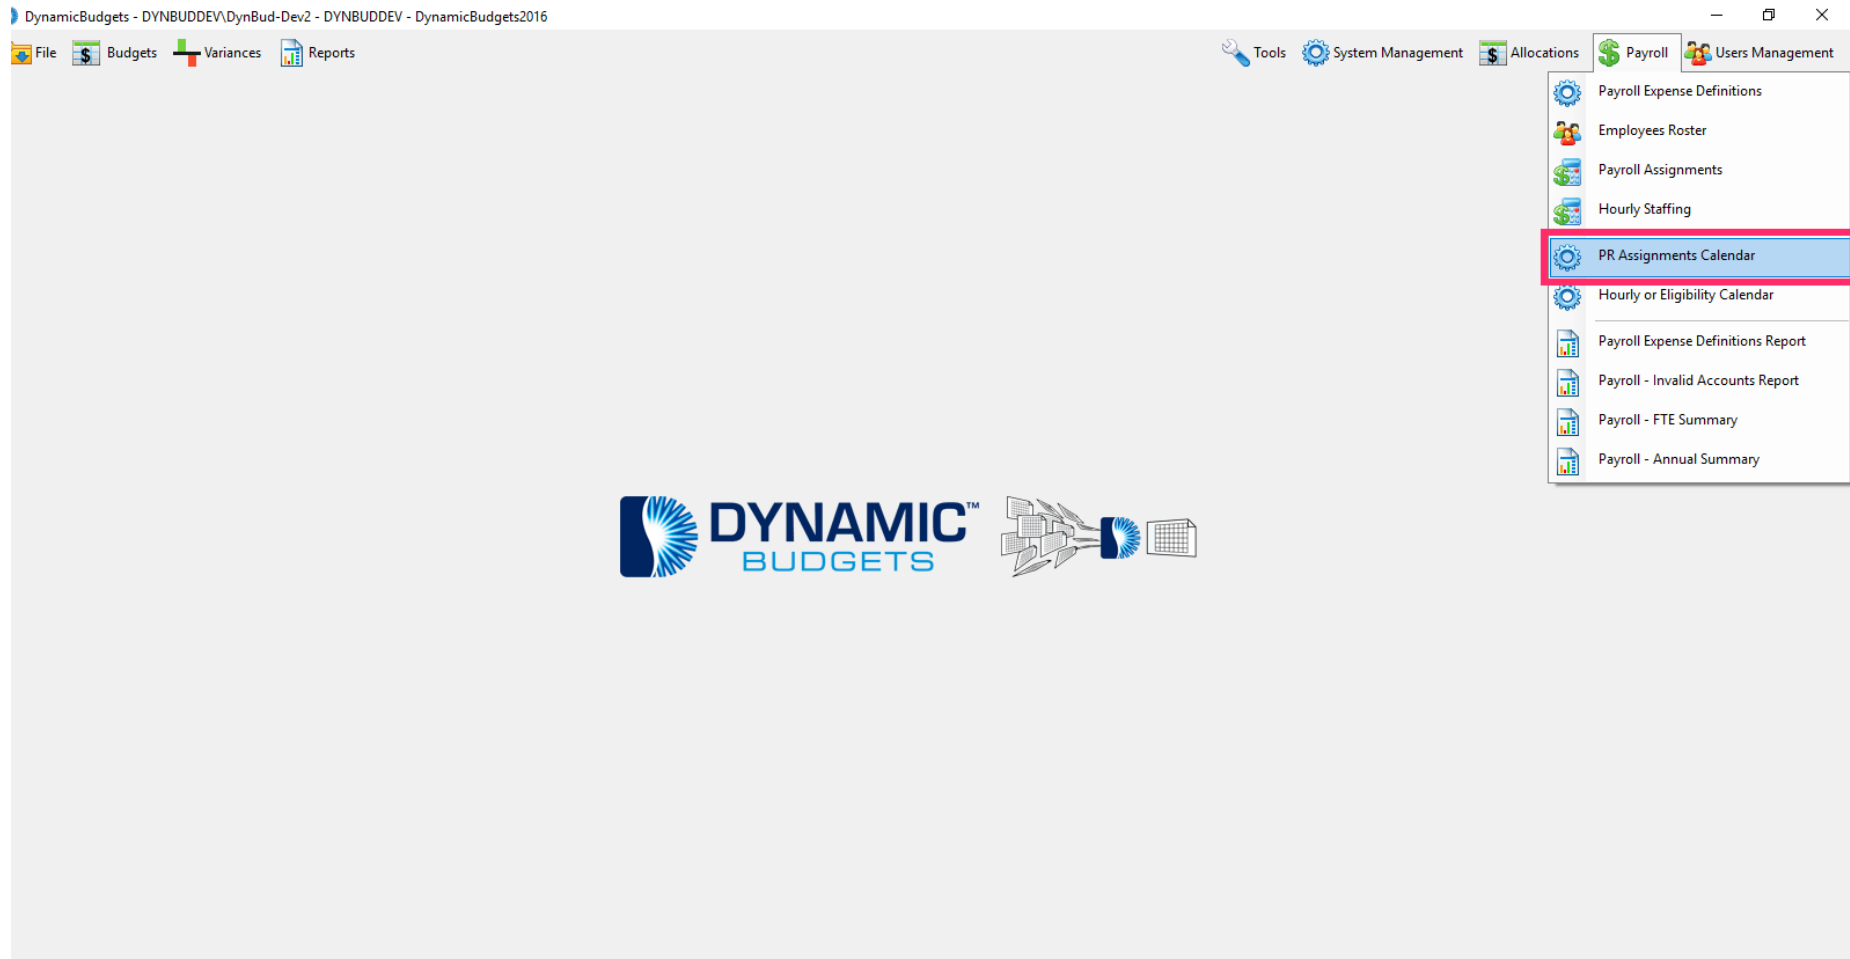 DynamicBudgets - DYNBUDDEV\DynBud-Dev2 - DYNBUDDEV - DynamicBudgets2016
File Budgets Variances Reports Tools System Management Allocations Payroll Users Management
Payroll Expense Definitions
Employees Roster
Payroll Assignments
Hourly Staffing
PR Assignments Calendar
Hourly or Eligibility Calendar
Payroll Expense Definitions Report
Payroll - Invalid Accounts Report
Payroll - FTE Summary
Payroll - Annual Summary
DYNAMIC™
BUDGETS